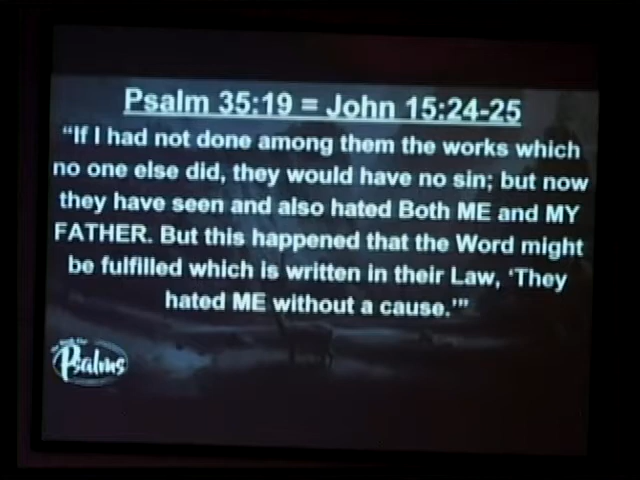 Psalm 35:19 = John 15:24-25
“If I had not done among them the works which
no one else did, they would have no sin; but now
they have seen and also hated Both ME and MY
FATHER. But this happened that the Word might
be fulfilled which is written in their Law, ‘They
hated ME without a cause.’”
Psalms